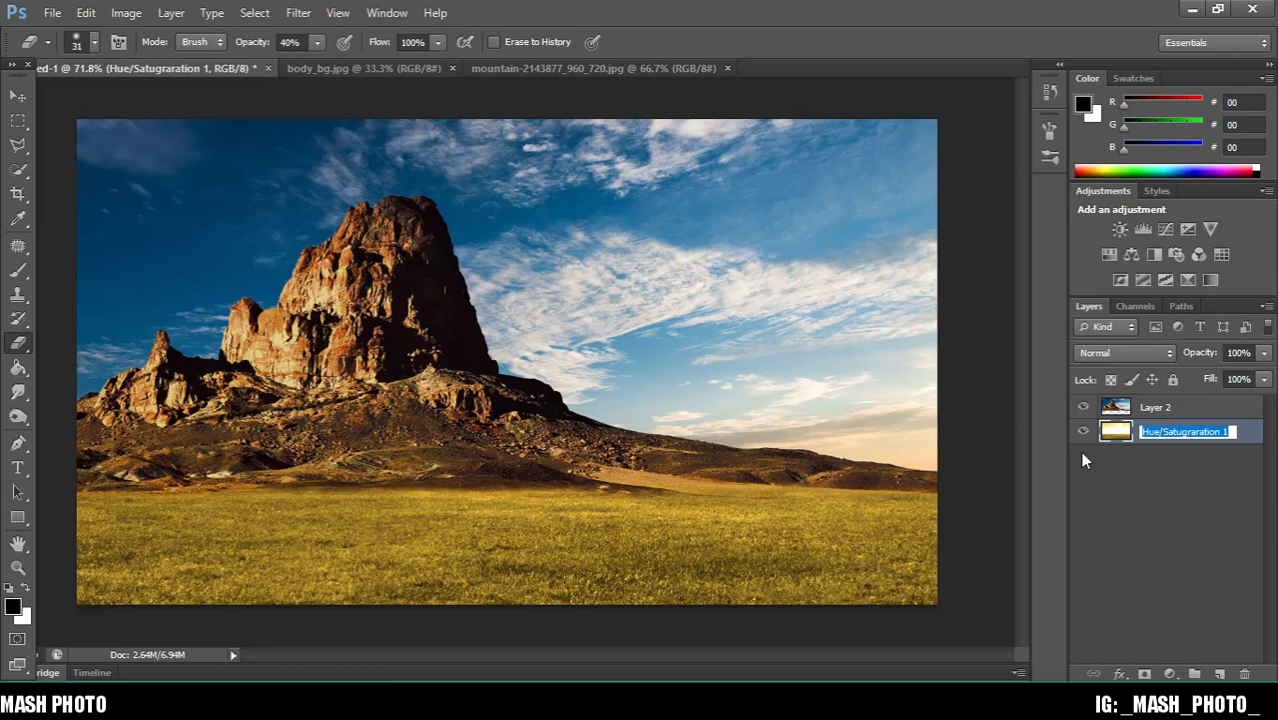 Ps File Edit Image Layer Type Select Filter View Window Help
31 Mode: Brush Opacity: 40% Flow: 100% Erase to History Essentials
ed-1 @ 71.8% (Hue/Satugraration 1, RGB/8) * × body_bg.jpg @ 33.3% (RGB/8#) × mountain-2143877_960_720.jpg @ 66.7% (RGB/8#) ×
Color Swatches
R # 00
G # 00
B # 00
Adjustments Styles
Add an adjustment
Layers Channels Paths
Kind
Normal Opacity: 100%
Lock: Fill: 100%
Layer 2
Hue/Satugraration 1
Doc: 2.64M/6.94M
ridge Timeline
MASH PHOTO IG: _MASH_PHOTO_